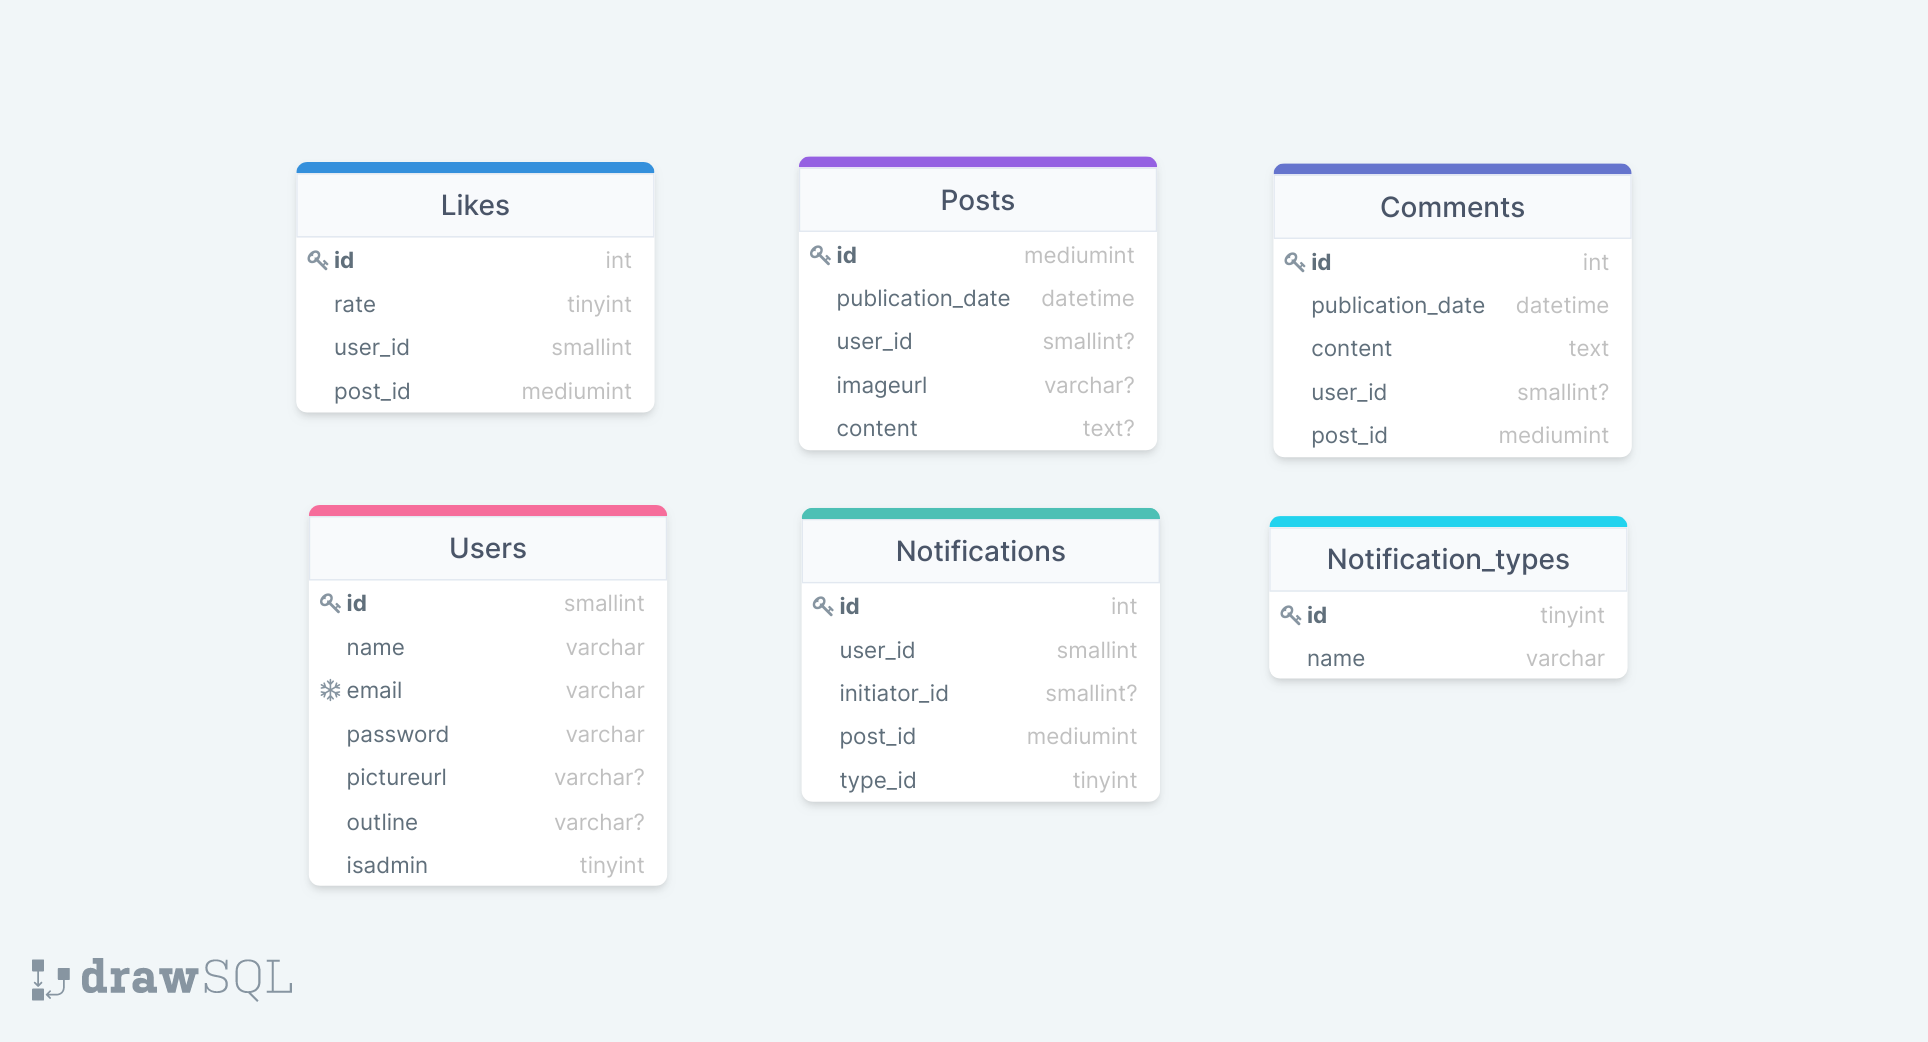 Likes
id int
rate tinyint
user_id smallint
post_id mediumint
Posts
id mediumint
publication_date datetime
user_id smallint?
imageurl varchar?
content text?
Comments
id int
publication_date datetime
content text
user_id smallint?
post_id mediumint
Users
id smallint
name varchar
email varchar
password varchar
pictureurl varchar?
outline varchar?
isadmin tinyint
Notifications
id int
user_id smallint
initiator_id smallint?
post_id mediumint
type_id tinyint
Notification_types
id tinyint
name varchar
drawSQL